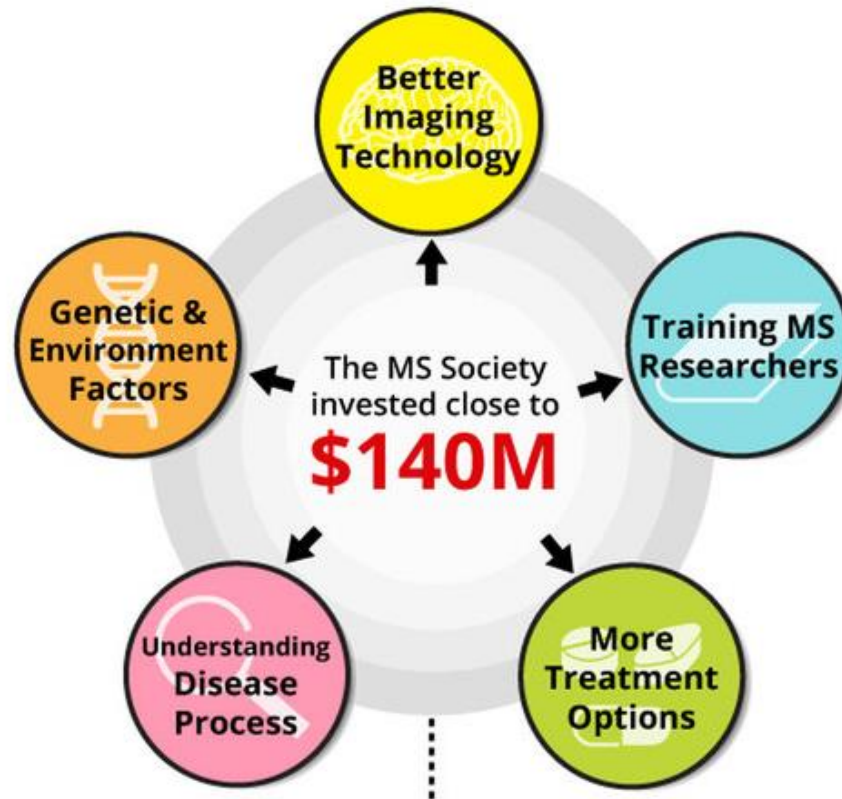 Better
Imaging
Technology
Genetic &
Environment
Factors
Training MS
Researchers
The MS Society
invested close to
$140M
Understanding
Disease
Process
More
Treatment
Options